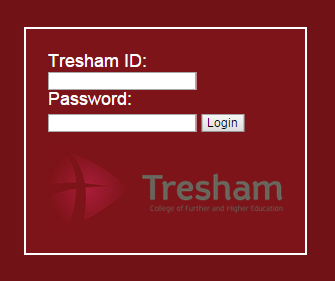 Tresham ID:
Password:
Login
Tresham
College of Further and Higher Education